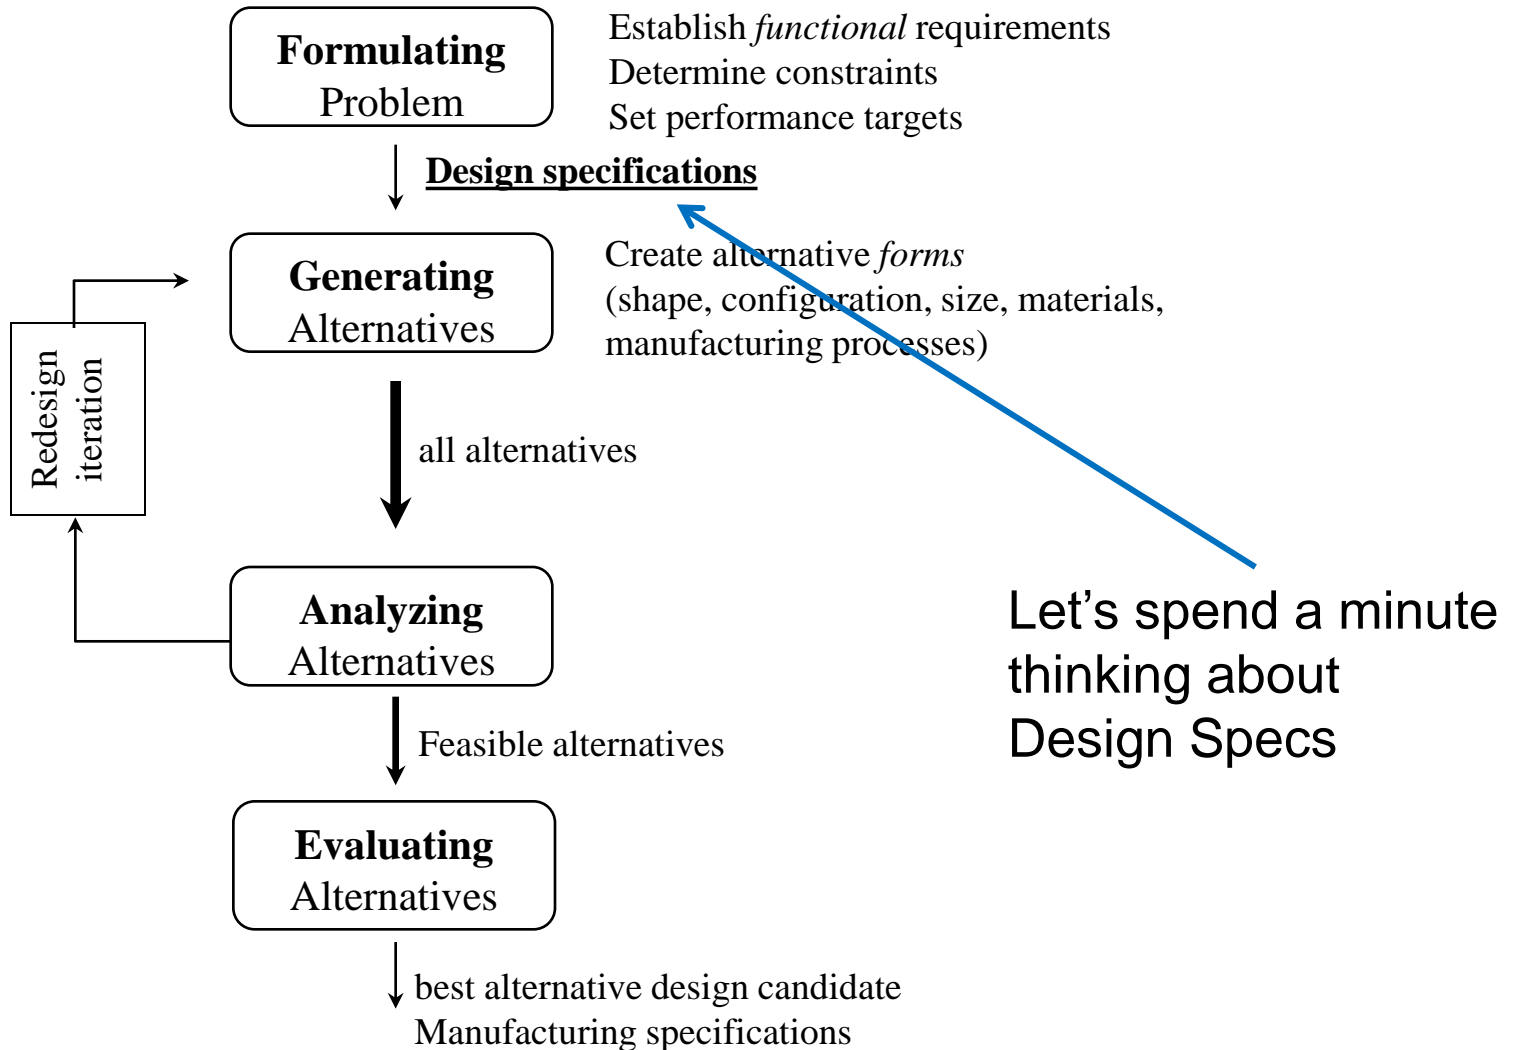 Formulating
Problem
Establish functional requirements
Determine constraints
Set performance targets
Design specifications
Generating
Alternatives
Create alternative forms
(shape, configuration, size, materials,
manufacturing processes)
Redesign
iteration
all alternatives
Analyzing
Alternatives
Let’s spend a minute
thinking about
Design Specs
Feasible alternatives
Evaluating
Alternatives
best alternative design candidate
Manufacturing specifications